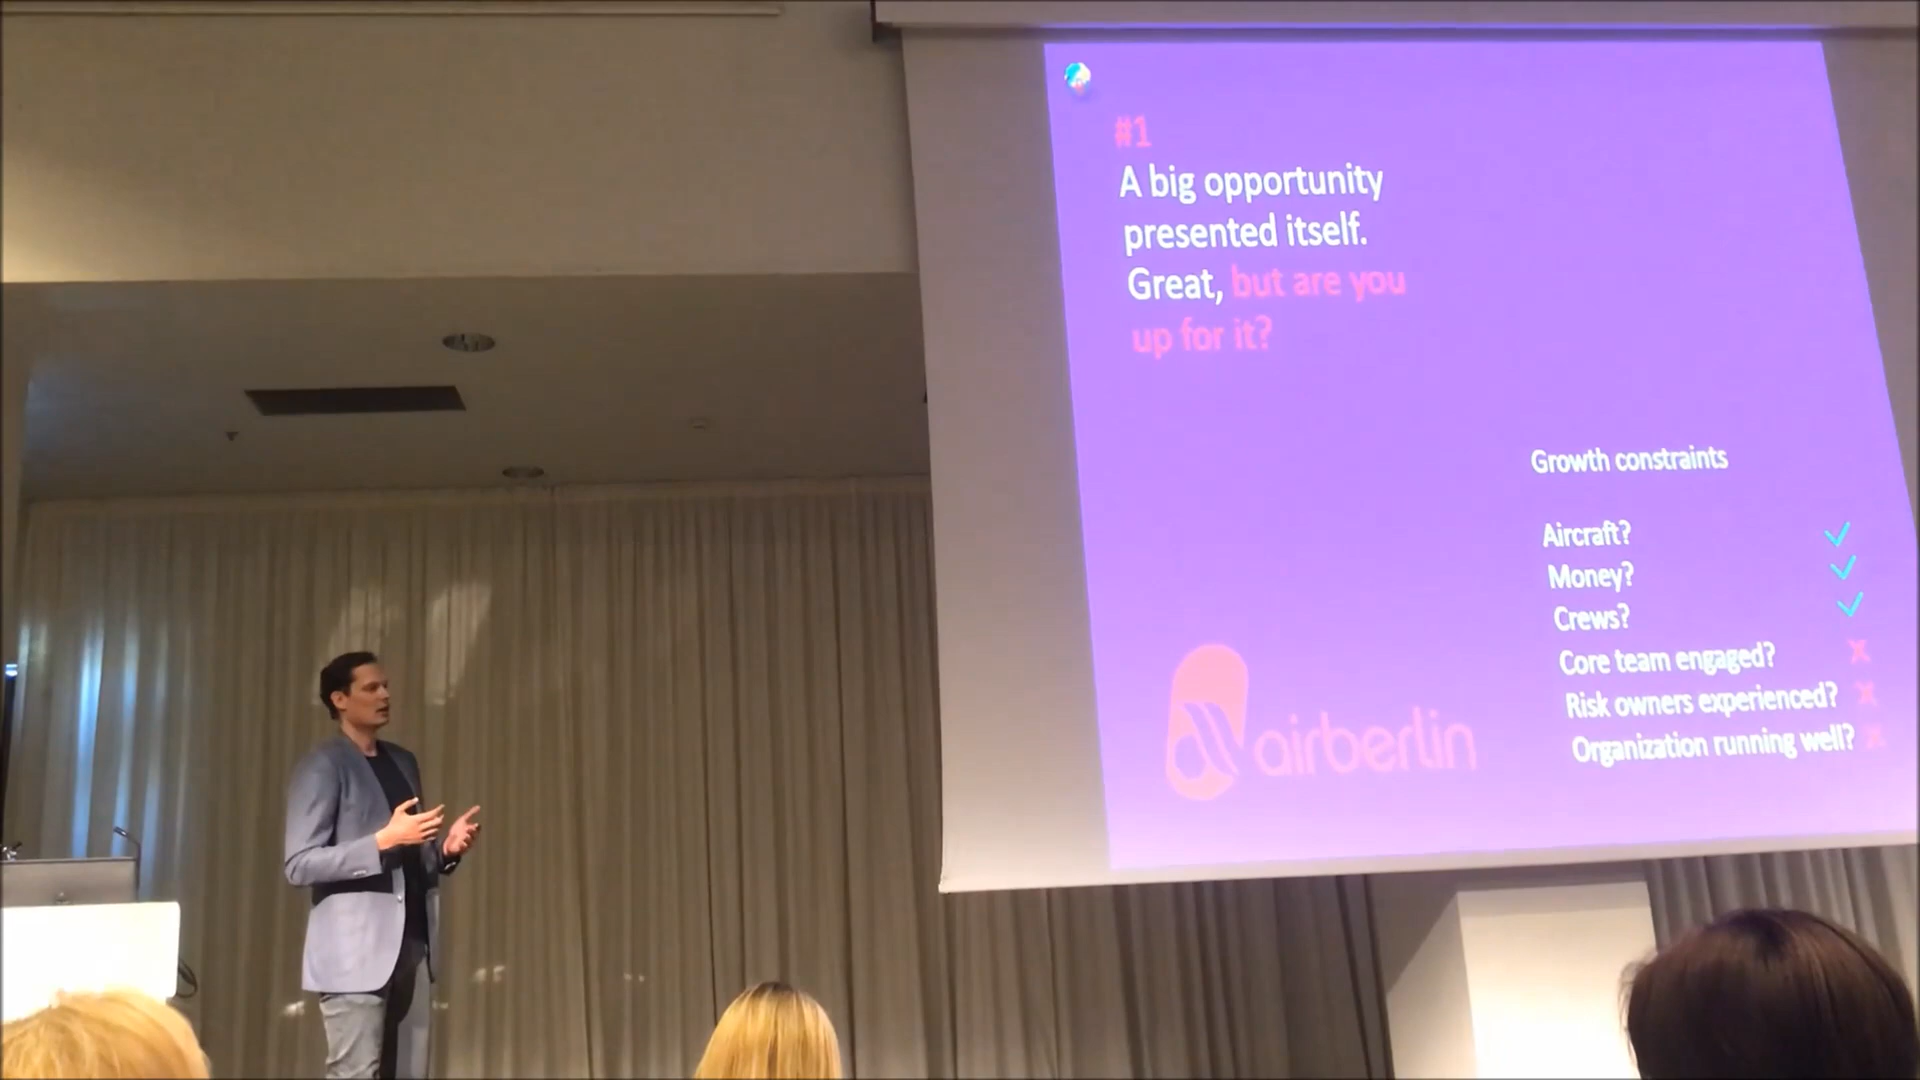 #1
A big opportunity
presented itself.
Great, but are you
up for it?
Growth constraints
Aircraft?
Money?
Crews?
Core team engaged?
Risk owners experienced?
Organization running well?
airberlin